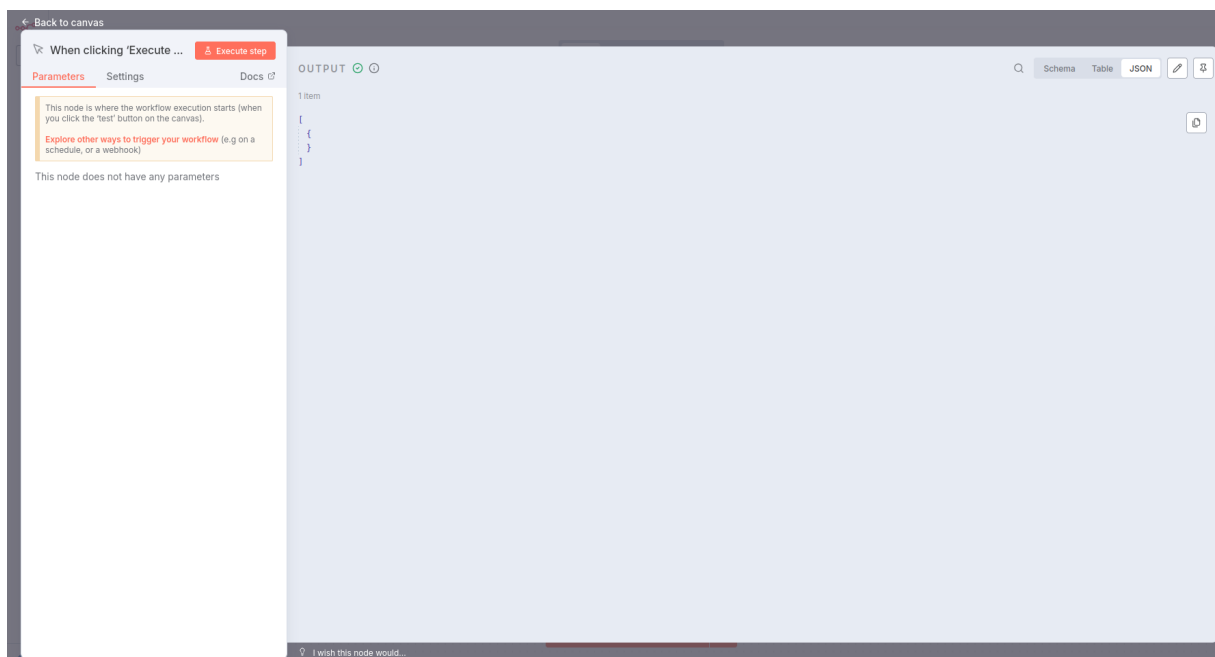 Back to canvas
When clicking ‘Execute ...
Execute step
Parameters
Settings
Docs
This node is where the workflow execution starts (when
you click the ‘test’ button on the canvas).
Explore other ways to trigger your workflow (e.g on a
schedule, or a webhook)
This node does not have any parameters
OUTPUT
Schema
Table
JSON
1 item
[
{
}
]
I wish this node would...